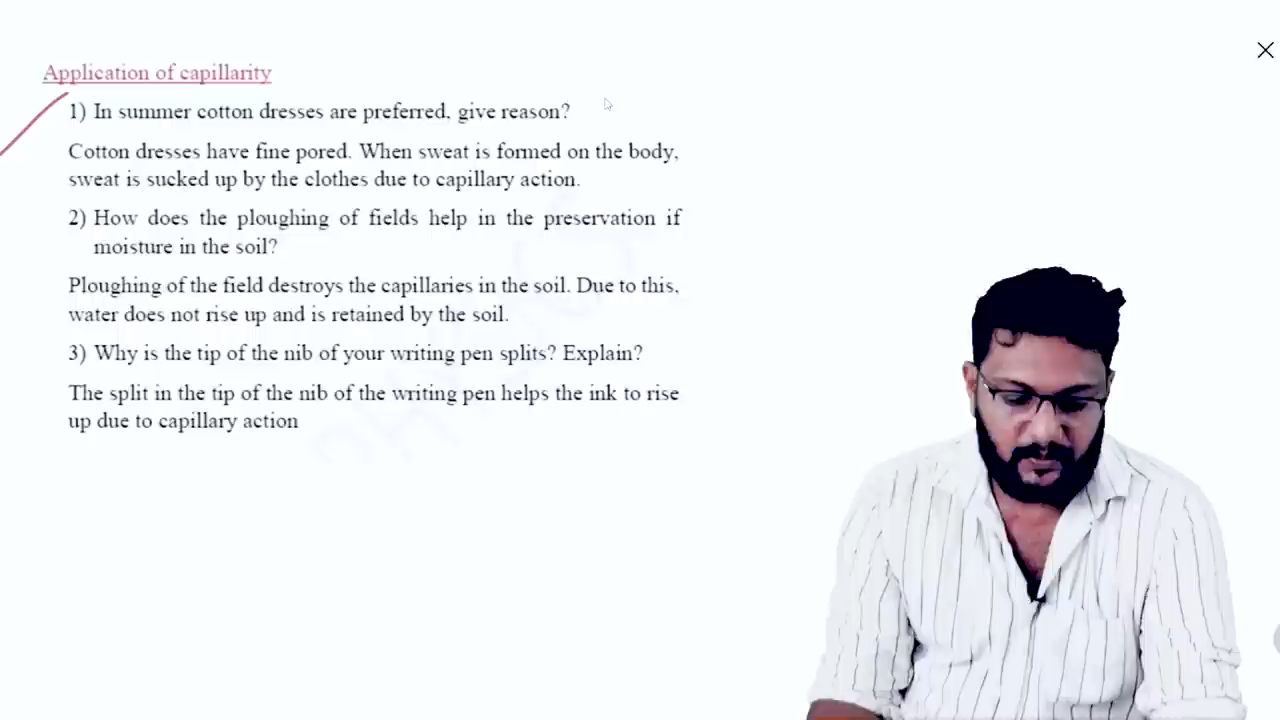 Application of capillarity
1) In summer cotton dresses are preferred, give reason?
Cotton dresses have fine pored. When sweat is formed on the body,
sweat is sucked up by the clothes due to capillary action.
2) How does the ploughing of fields help in the preservation if
moisture in the soil?
Ploughing of the field destroys the capillaries in the soil. Due to this,
water does not rise up and is retained by the soil.
3) Why is the tip of the nib of your writing pen splits? Explain?
The split in the tip of the nib of the writing pen helps the ink to rise
up due to capillary action